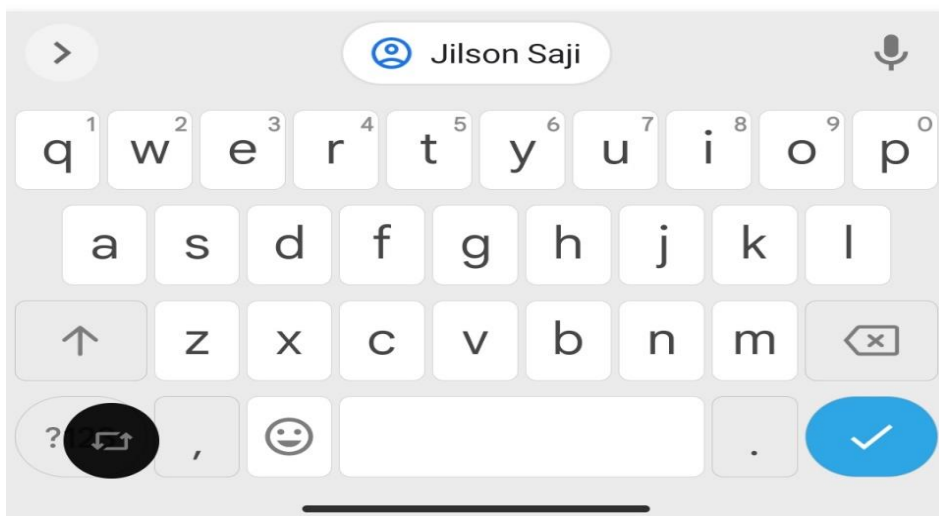 Jilson Saji
q 1 w 2 e 3 r 4 t 5 y 6 u 7 i 8 o 9 p 0
a s d f g h j k l
z x c v b n m
? , .